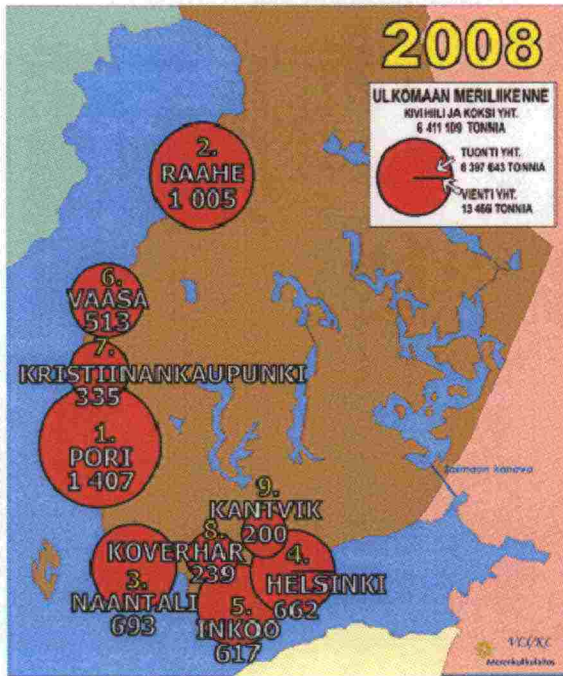 2008
ULKOMAAN MERILIIKENNE
KIVIHIILI JA KOKSI YHT.
6 411 109 TONNIA
TUONTI YHT.
6 397 643 TONNIA
VIENTI YHT.
13 466 TONNIA
2.
RAAHE
1 005
6.
VAASA
513
7.
KRISTIINANKAUPUNKI
335
1.
PORI
1 407
Saimaan kanava
9.
KANTVIK
200
8.
KOVERHAR
239
4.
HELSINKI
662
3.
NAANTALI
693
5.
INKOO
617
Merenkulkulaitos